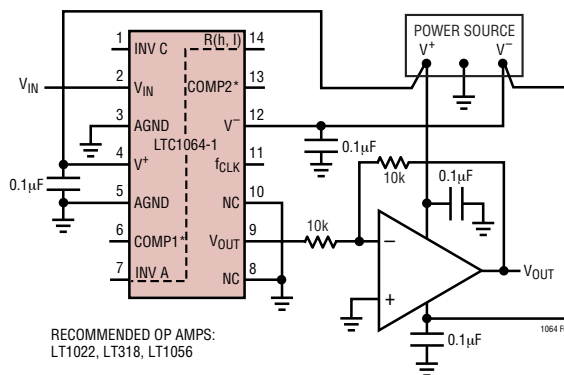 POWER SOURCE
V+ V−
1 INV C
R(h, I) 14
VIN
2 VIN
COMP2* 13
3 AGND
LTC1064-1
V− 12
4 V+
fCLK 11
0.1µF
5 AGND
NC 10
6 COMP1*
VOUT 9
7 INV A
NC 8
0.1µF
10k
0.1µF
10k
−
+
VOUT
0.1µF
RECOMMENDED OP AMPS:
LT1022, LT318, LT1056
1064 F